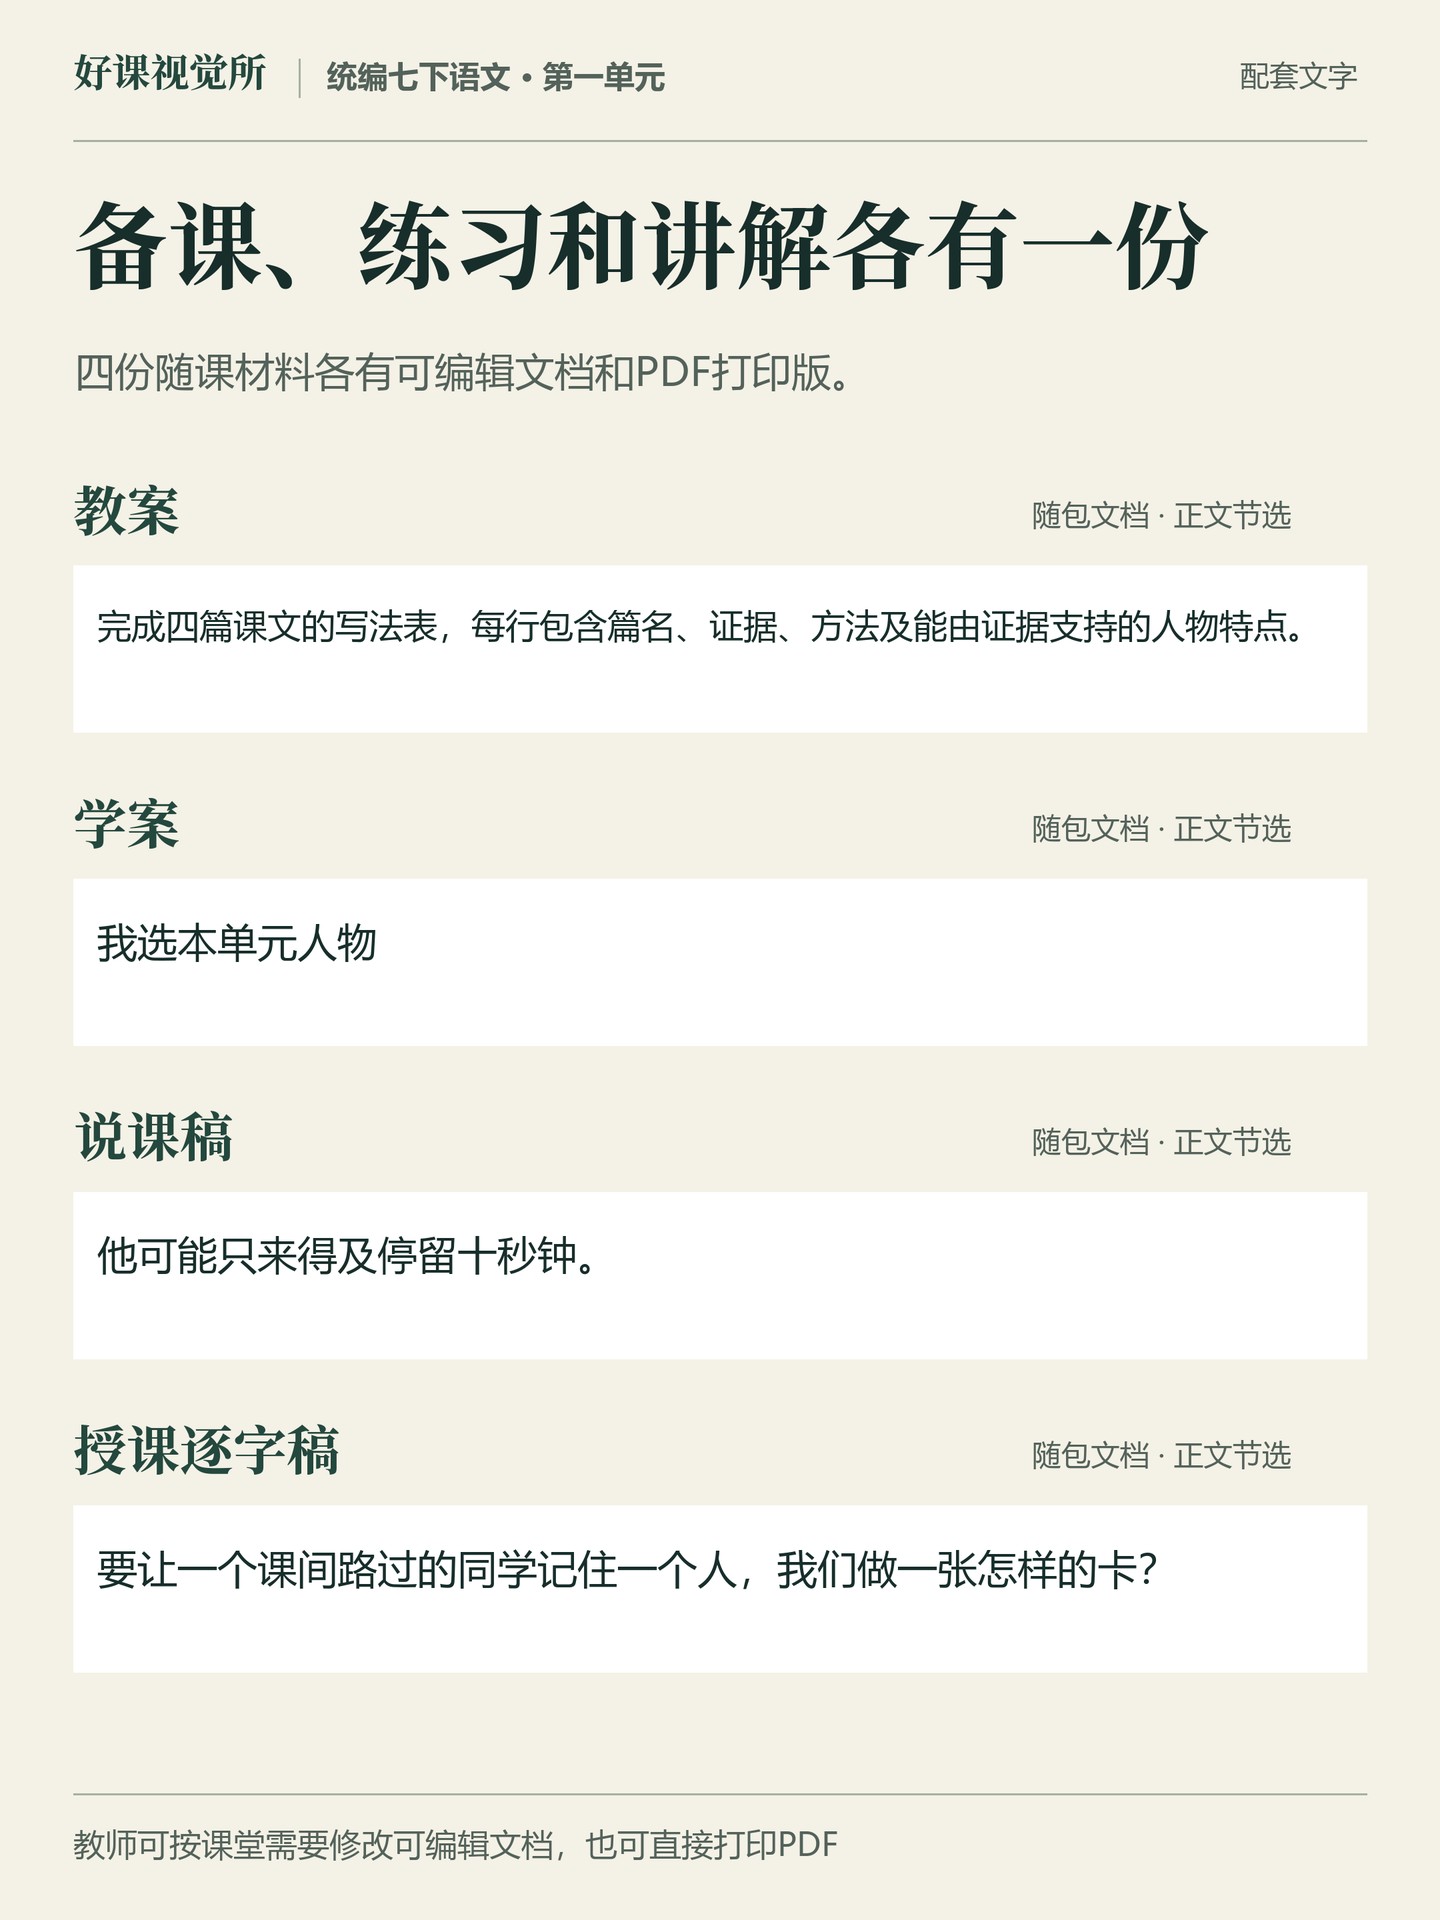 好课视觉所
统编七下语文·第一单元
配套文字
备课、练习和讲解各有一份
四份随课材料各有可编辑文档和PDF打印版。
教案
随包文档·正文节选
完成四篇课文的写法表，每行包含篇名、证据、方法及能由证据支持的人物特点。
学案
随包文档·正文节选
我选本单元人物
说课稿
随包文档·正文节选
他可能只来得及停留十秒钟。
授课逐字稿
随包文档·正文节选
要让一个课间路过的同学记住一个人，我们做一张怎样的卡？
教师可按课堂需要修改可编辑文档，也可直接打印PDF